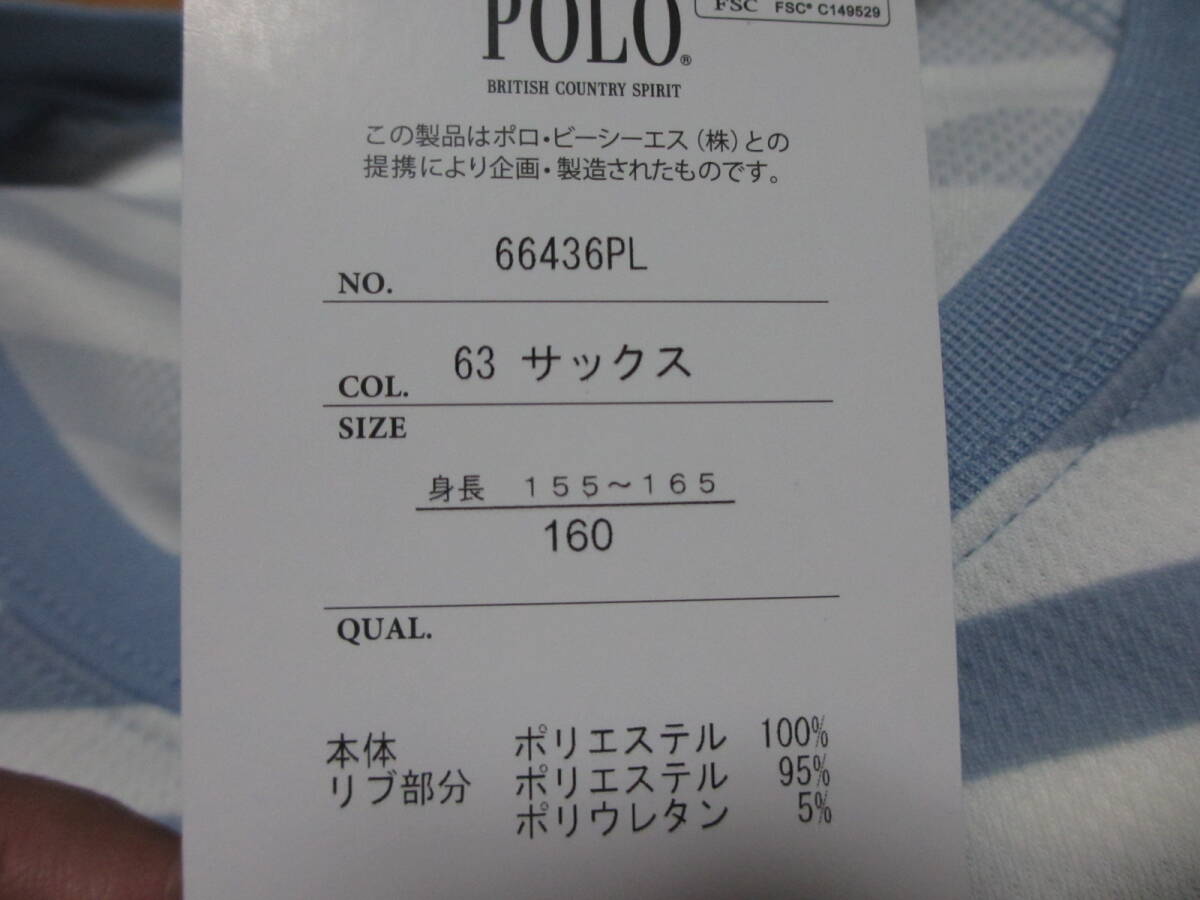 FSC FSC® C149529
POLO®
BRITISH COUNTRY SPIRIT
この製品はポロ・ビーシーエス(株)との
提携により企画・製造されたものです。
NO. 66436PL
COL. 63 サックス
SIZE
身長 155~165
160
QUAL.
本体 ポリエステル 100%
リブ部分 ポリエステル 95%
ポリウレタン 5%